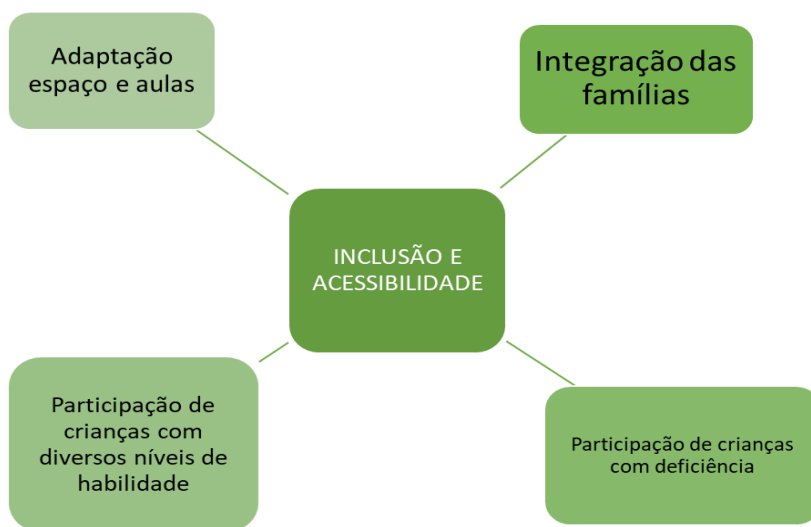 Adaptação
espaço e aulas
Integração das
famílias
INCLUSÃO E
ACESSIBILIDADE
Participação de
crianças com
diversos níveis de
habilidade
Participação de crianças
com deficiência